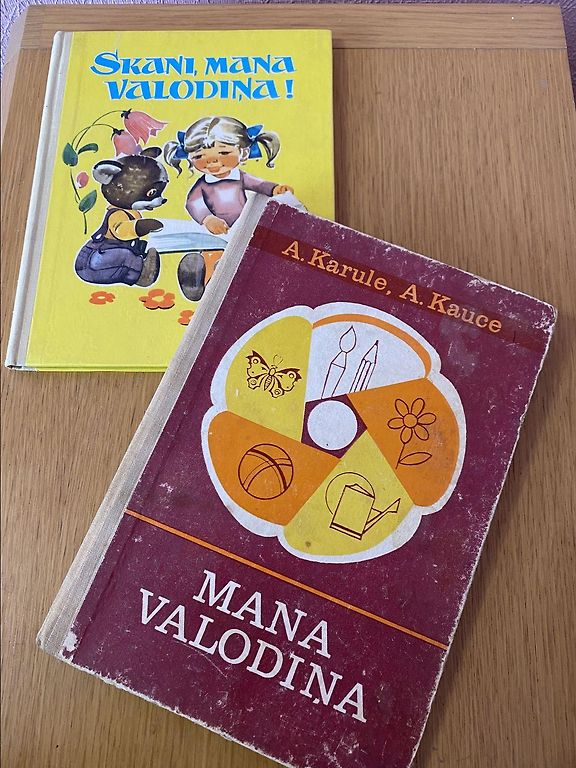 SKANI, MANA
VALODIŅA!
A. Karule, A. Kauce
MANA
VALODIŅA